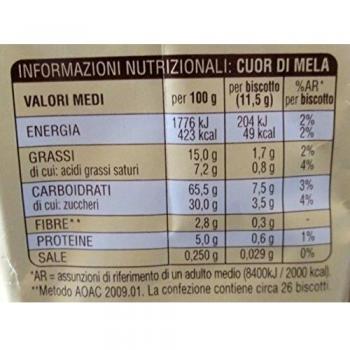 INFORMAZIONI NUTRIZIONALI: CUOR DI MELA
VALORI MEDI per 100 g per biscotto (11,5 g) %AR* per biscotto
ENERGIA 1776 kJ 204 kJ 2%
423 kcal 49 kcal 2%
GRASSI 15,0 g 1,7 g 2%
di cui: acidi grassi saturi 7,2 g 0,8 g 4%
CARBOIDRATI 65,5 g 7,5 g 3%
di cui: zuccheri 30,0 g 3,5 g 4%
FIBRE** 2,8 g 0,3 g -
PROTEINE 5,0 g 0,6 g 1%
SALE 0,250 g 0,029 g 0%
*AR = assunzioni di riferimento di un adulto medio (8400kJ / 2000 kcal).
**Metodo AOAC 2009.01. La confezione contiene circa 26 biscotti.